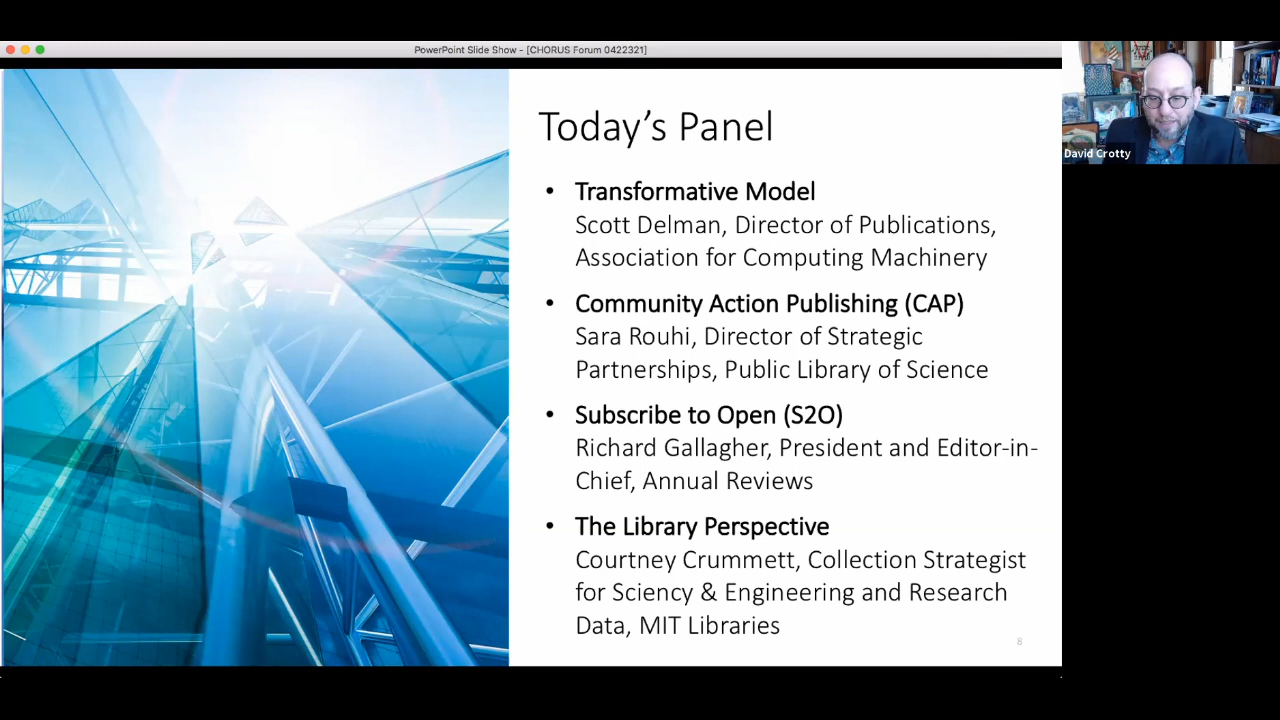 PowerPoint Slide Show - [CHORUS Forum 0422321]
Today's Panel
• Transformative Model
Scott Delman, Director of Publications,
Association for Computing Machinery
• Community Action Publishing (CAP)
Sara Rouhi, Director of Strategic
Partnerships, Public Library of Science
• Subscribe to Open (S2O)
Richard Gallagher, President and Editor-in-
Chief, Annual Reviews
• The Library Perspective
Courtney Crummett, Collection Strategist
for Sciency & Engineering and Research
Data, MIT Libraries
8
David Crotty